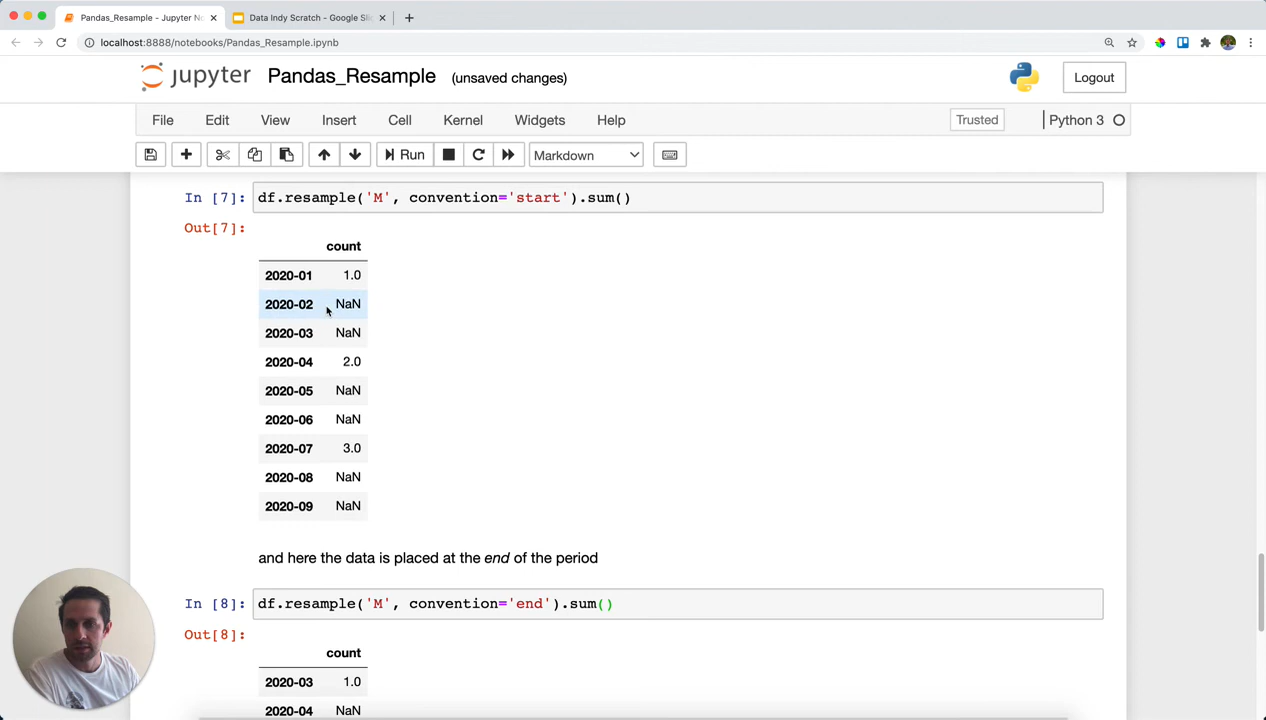 Pandas_Resample - Jupyter No
Data Indy Scratch - Google Slic
localhost:8888/notebooks/Pandas_Resample.ipynb
jupyter Pandas_Resample (unsaved changes) Logout
File Edit View Insert Cell Kernel Widgets Help Trusted Python 3
Run Markdown
In [7]: df.resample('M', convention='start').sum()
Out[7]:
count
2020-01 1.0
2020-02 NaN
2020-03 NaN
2020-04 2.0
2020-05 NaN
2020-06 NaN
2020-07 3.0
2020-08 NaN
2020-09 NaN
and here the data is placed at the end of the period
In [8]: df.resample('M', convention='end').sum()
Out[8]:
count
2020-03 1.0
2020-04 NaN